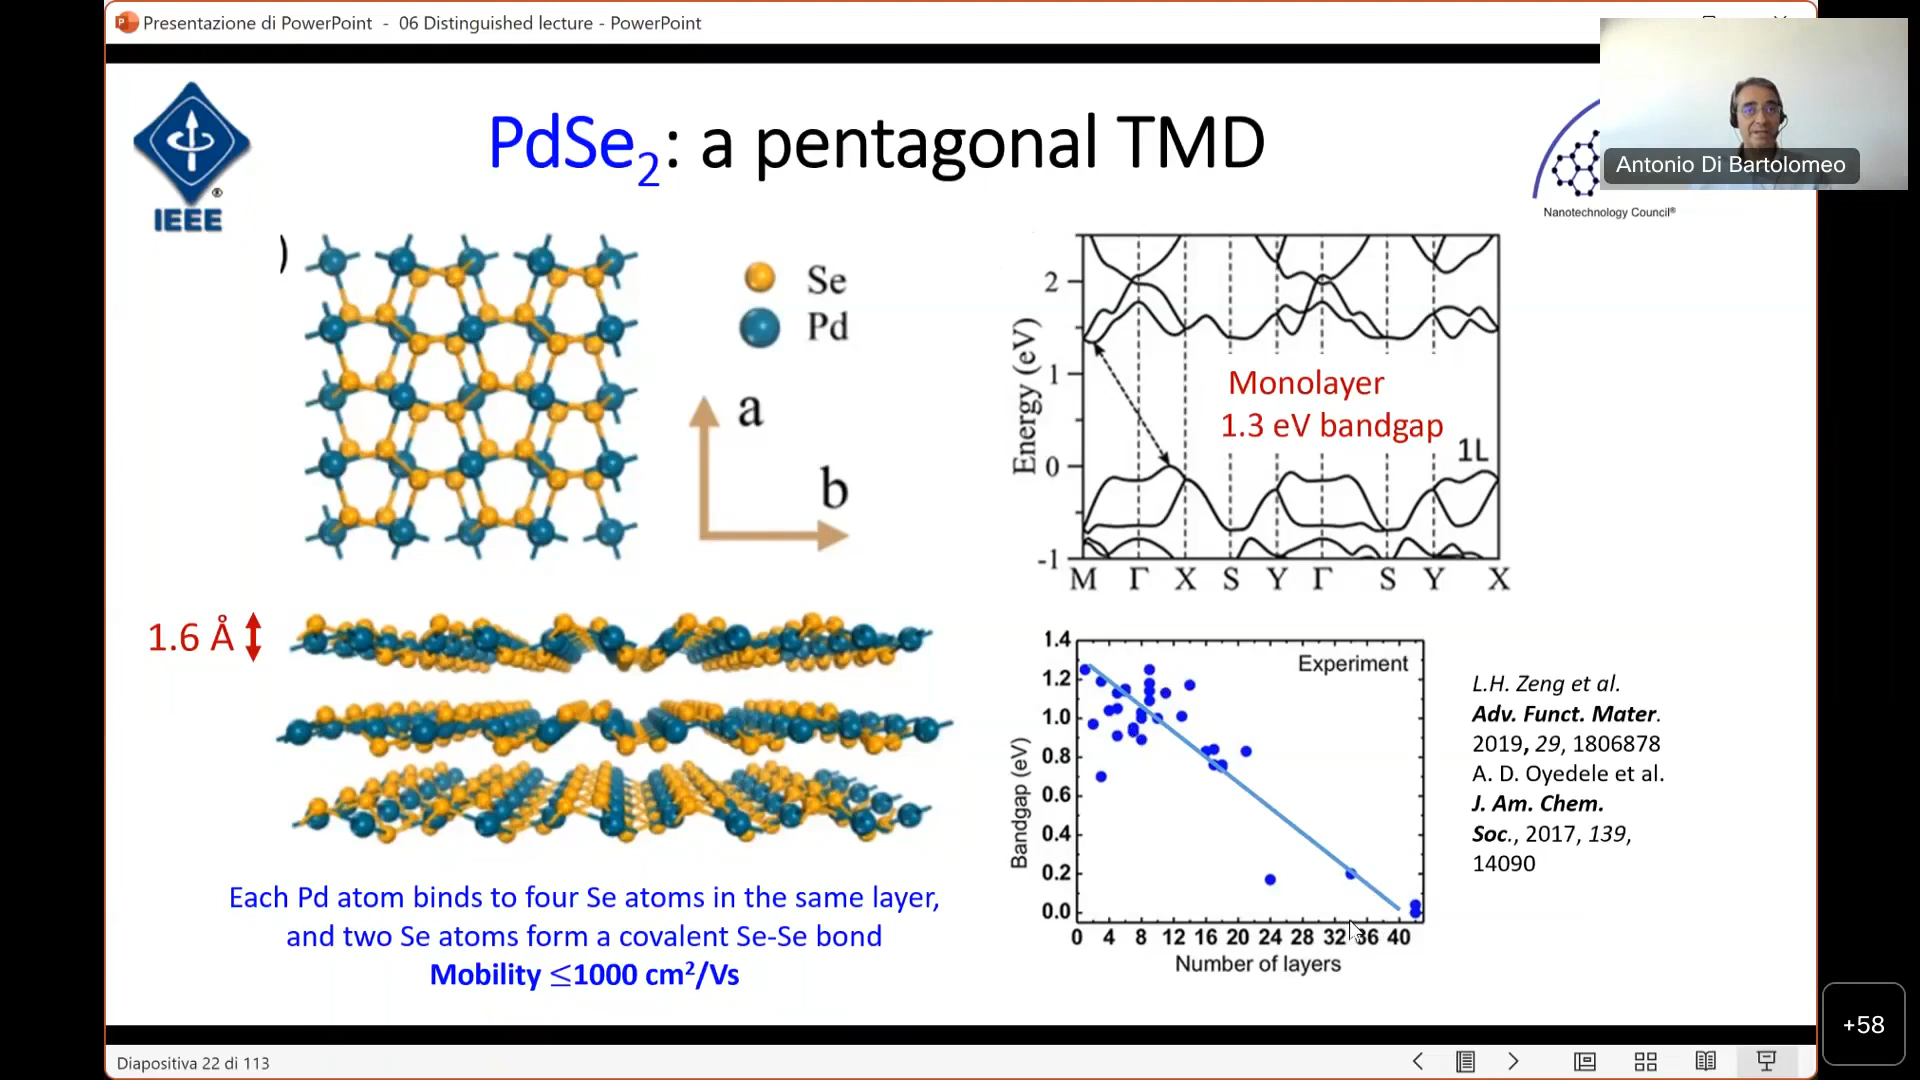 Presentazione di PowerPoint - 06 Distinguished lecture - PowerPoint
Antonio Di Bartolomeo
IEEE
®
PdSe2: a pentagonal TMD
Nanotechnology Council®
)
Se
Pd
a
b
2
1
0
-1
Energy (eV)
Monolayer
1.3 eV bandgap
1L
M Γ X S Y Γ S Y X
1.6 Å
1.4
1.2
1.0
0.8
0.6
0.4
0.2
0.0
Bandgap (eV)
Experiment
0 4 8 12 16 20 24 28 32 36 40
Number of layers
L.H. Zeng et al.
Adv. Funct. Mater.
2019, 29, 1806878
A. D. Oyedele et al.
J. Am. Chem.
Soc., 2017, 139,
14090
Each Pd atom binds to four Se atoms in the same layer,
and two Se atoms form a covalent Se-Se bond
Mobility ≤1000 cm²/Vs
+58
Diapositiva 22 di 113